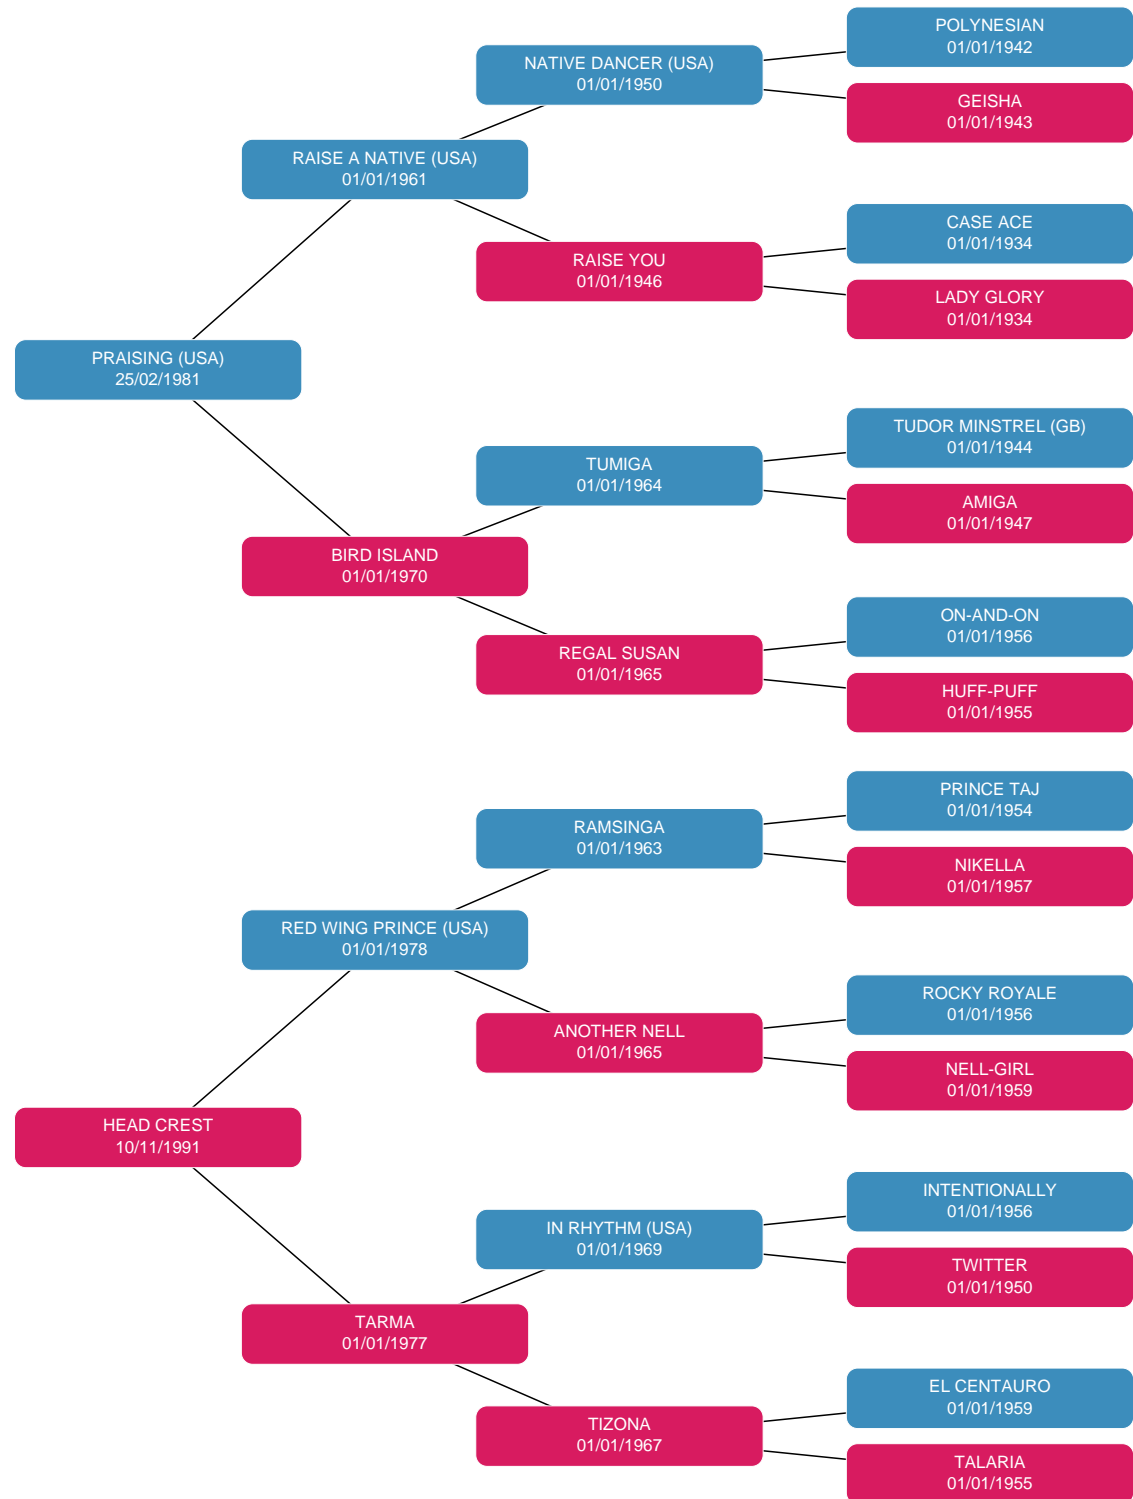 POLYNESIAN
01/01/1942
NATIVE DANCER (USA)
01/01/1950
GEISHA
01/01/1943
RAISE A NATIVE (USA)
01/01/1961
CASE ACE
01/01/1934
RAISE YOU
01/01/1946
LADY GLORY
01/01/1934
PRAISING (USA)
25/02/1981
TUDOR MINSTREL (GB)
01/01/1944
TUMIGA
01/01/1964
AMIGA
01/01/1947
BIRD ISLAND
01/01/1970
ON-AND-ON
01/01/1956
REGAL SUSAN
01/01/1965
HUFF-PUFF
01/01/1955
PRINCE TAJ
01/01/1954
RAMSINGA
01/01/1963
NIKELLA
01/01/1957
RED WING PRINCE (USA)
01/01/1978
ROCKY ROYALE
01/01/1956
ANOTHER NELL
01/01/1965
NELL-GIRL
01/01/1959
HEAD CREST
10/11/1991
INTENTIONALLY
01/01/1956
IN RHYTHM (USA)
01/01/1969
TWITTER
01/01/1950
TARMA
01/01/1977
EL CENTAURO
01/01/1959
TIZONA
01/01/1967
TALARIA
01/01/1955